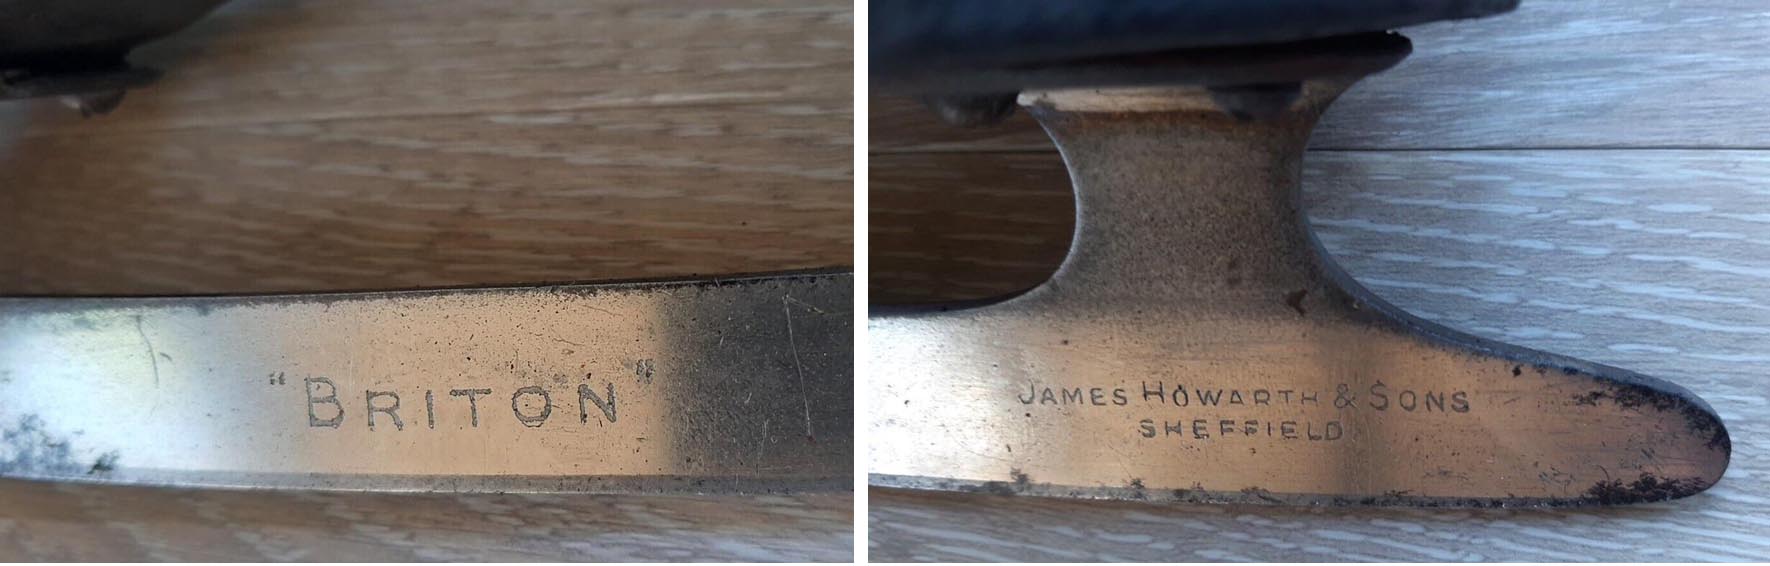 "BRITON"
JAMES HOWARTH & SONS
SHEFFIELD